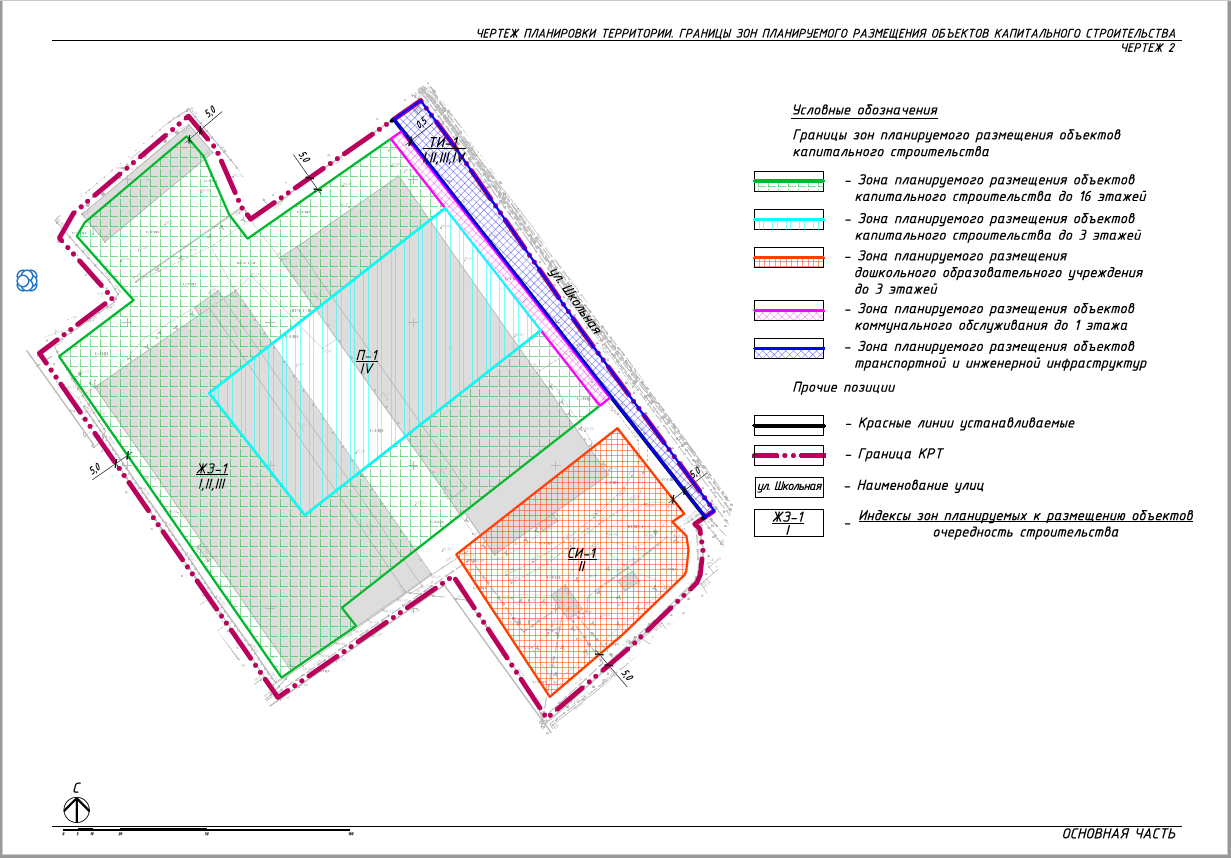 ЧЕРТЕЖ ПЛАНИРОВКИ ТЕРРИТОРИИ. ГРАНИЦЫ ЗОН ПЛАНИРУЕМОГО РАЗМЕЩЕНИЯ ОБЪЕКТОВ КАПИТАЛЬНОГО СТРОИТЕЛЬСТВА
ЧЕРТЕЖ 2
Условные обозначения
Границы зон планируемого размещения объектов
капитального строительства
- Зона планируемого размещения объектов
капитального строительства до 16 этажей
- Зона планируемого размещения объектов
капитального строительства до 3 этажей
- Зона планируемого размещения
дошкольного образовательного учреждения
до 3 этажей
- Зона планируемого размещения объектов
коммунального обслуживания до 1 этажа
- Зона планируемого размещения объектов
транспортной и инженерной инфраструктур
Прочие позиции
- Красные линии устанавливаемые
- Граница КРТ
ул. Школьная - Наименование улиц
ЖЗ-1
I
- Индексы зон планируемых к размещению объектов
очередность строительства
5,0
5,0
0,5
ТИ-1
I,II,III,IV
ул. Школьная
П-1
IV
5,0
ЖЗ-1
I,II,III
5,0
СИ-1
II
5,0
С
0 5 10 20 50 100
ОСНОВНАЯ ЧАСТЬ